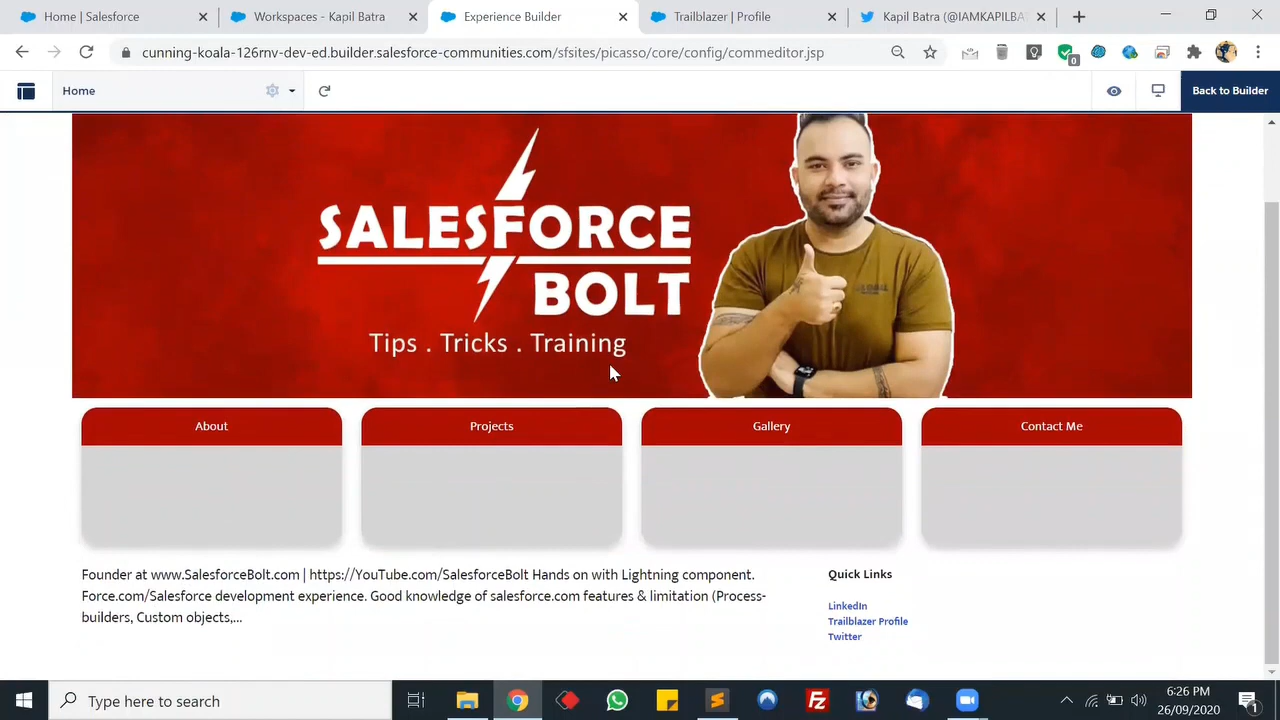 Home | Salesforce
Workspaces - Kapil Batra
Experience Builder
Trailblazer | Profile
Kapil Batra (@IAMKAPILBAT
cunning-koala-126rnv-dev-ed.builder.salesforce-communities.com/sfsites/picasso/core/config/commeditor.jsp
0
Home
Back to Builder
SALESFORCE
BOLT
Tips . Tricks . Training
About
Projects
Gallery
Contact Me
Founder at www.SalesforceBolt.com | https://YouTube.com/SalesforceBolt Hands on with Lightning component.
Force.com/Salesforce development experience. Good knowledge of salesforce.com features & limitation (Process-
builders, Custom objects,...
Quick Links
LinkedIn
Trailblazer Profile
Twitter
Type here to search
6:26 PM
26/09/2020
1